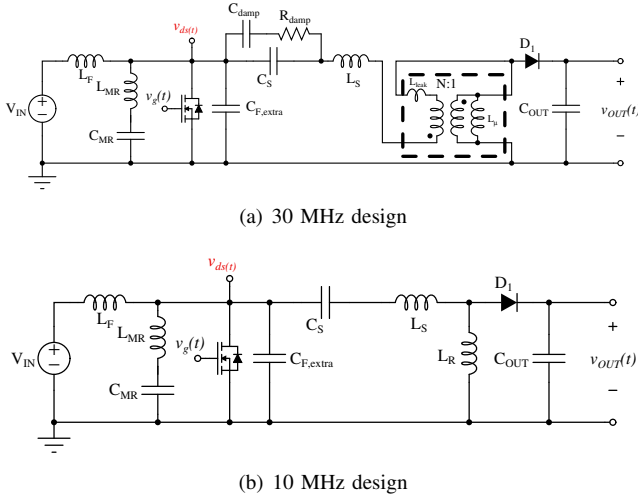 v_ds(t)
C_damp
R_damp
L_F
L_MR
v_g(t)
C_S
L_S
L_leak
N:1
D_1
V_IN
+
−
C_MR
C_F,extra
L_μ
C_OUT
+
v_OUT(t)
−
(a) 30 MHz design
v_ds(t)
L_F
L_MR
v_g(t)
C_S
L_S
D_1
V_IN
+
−
C_MR
C_F,extra
L_R
C_OUT
+
v_OUT(t)
−
(b) 10 MHz design